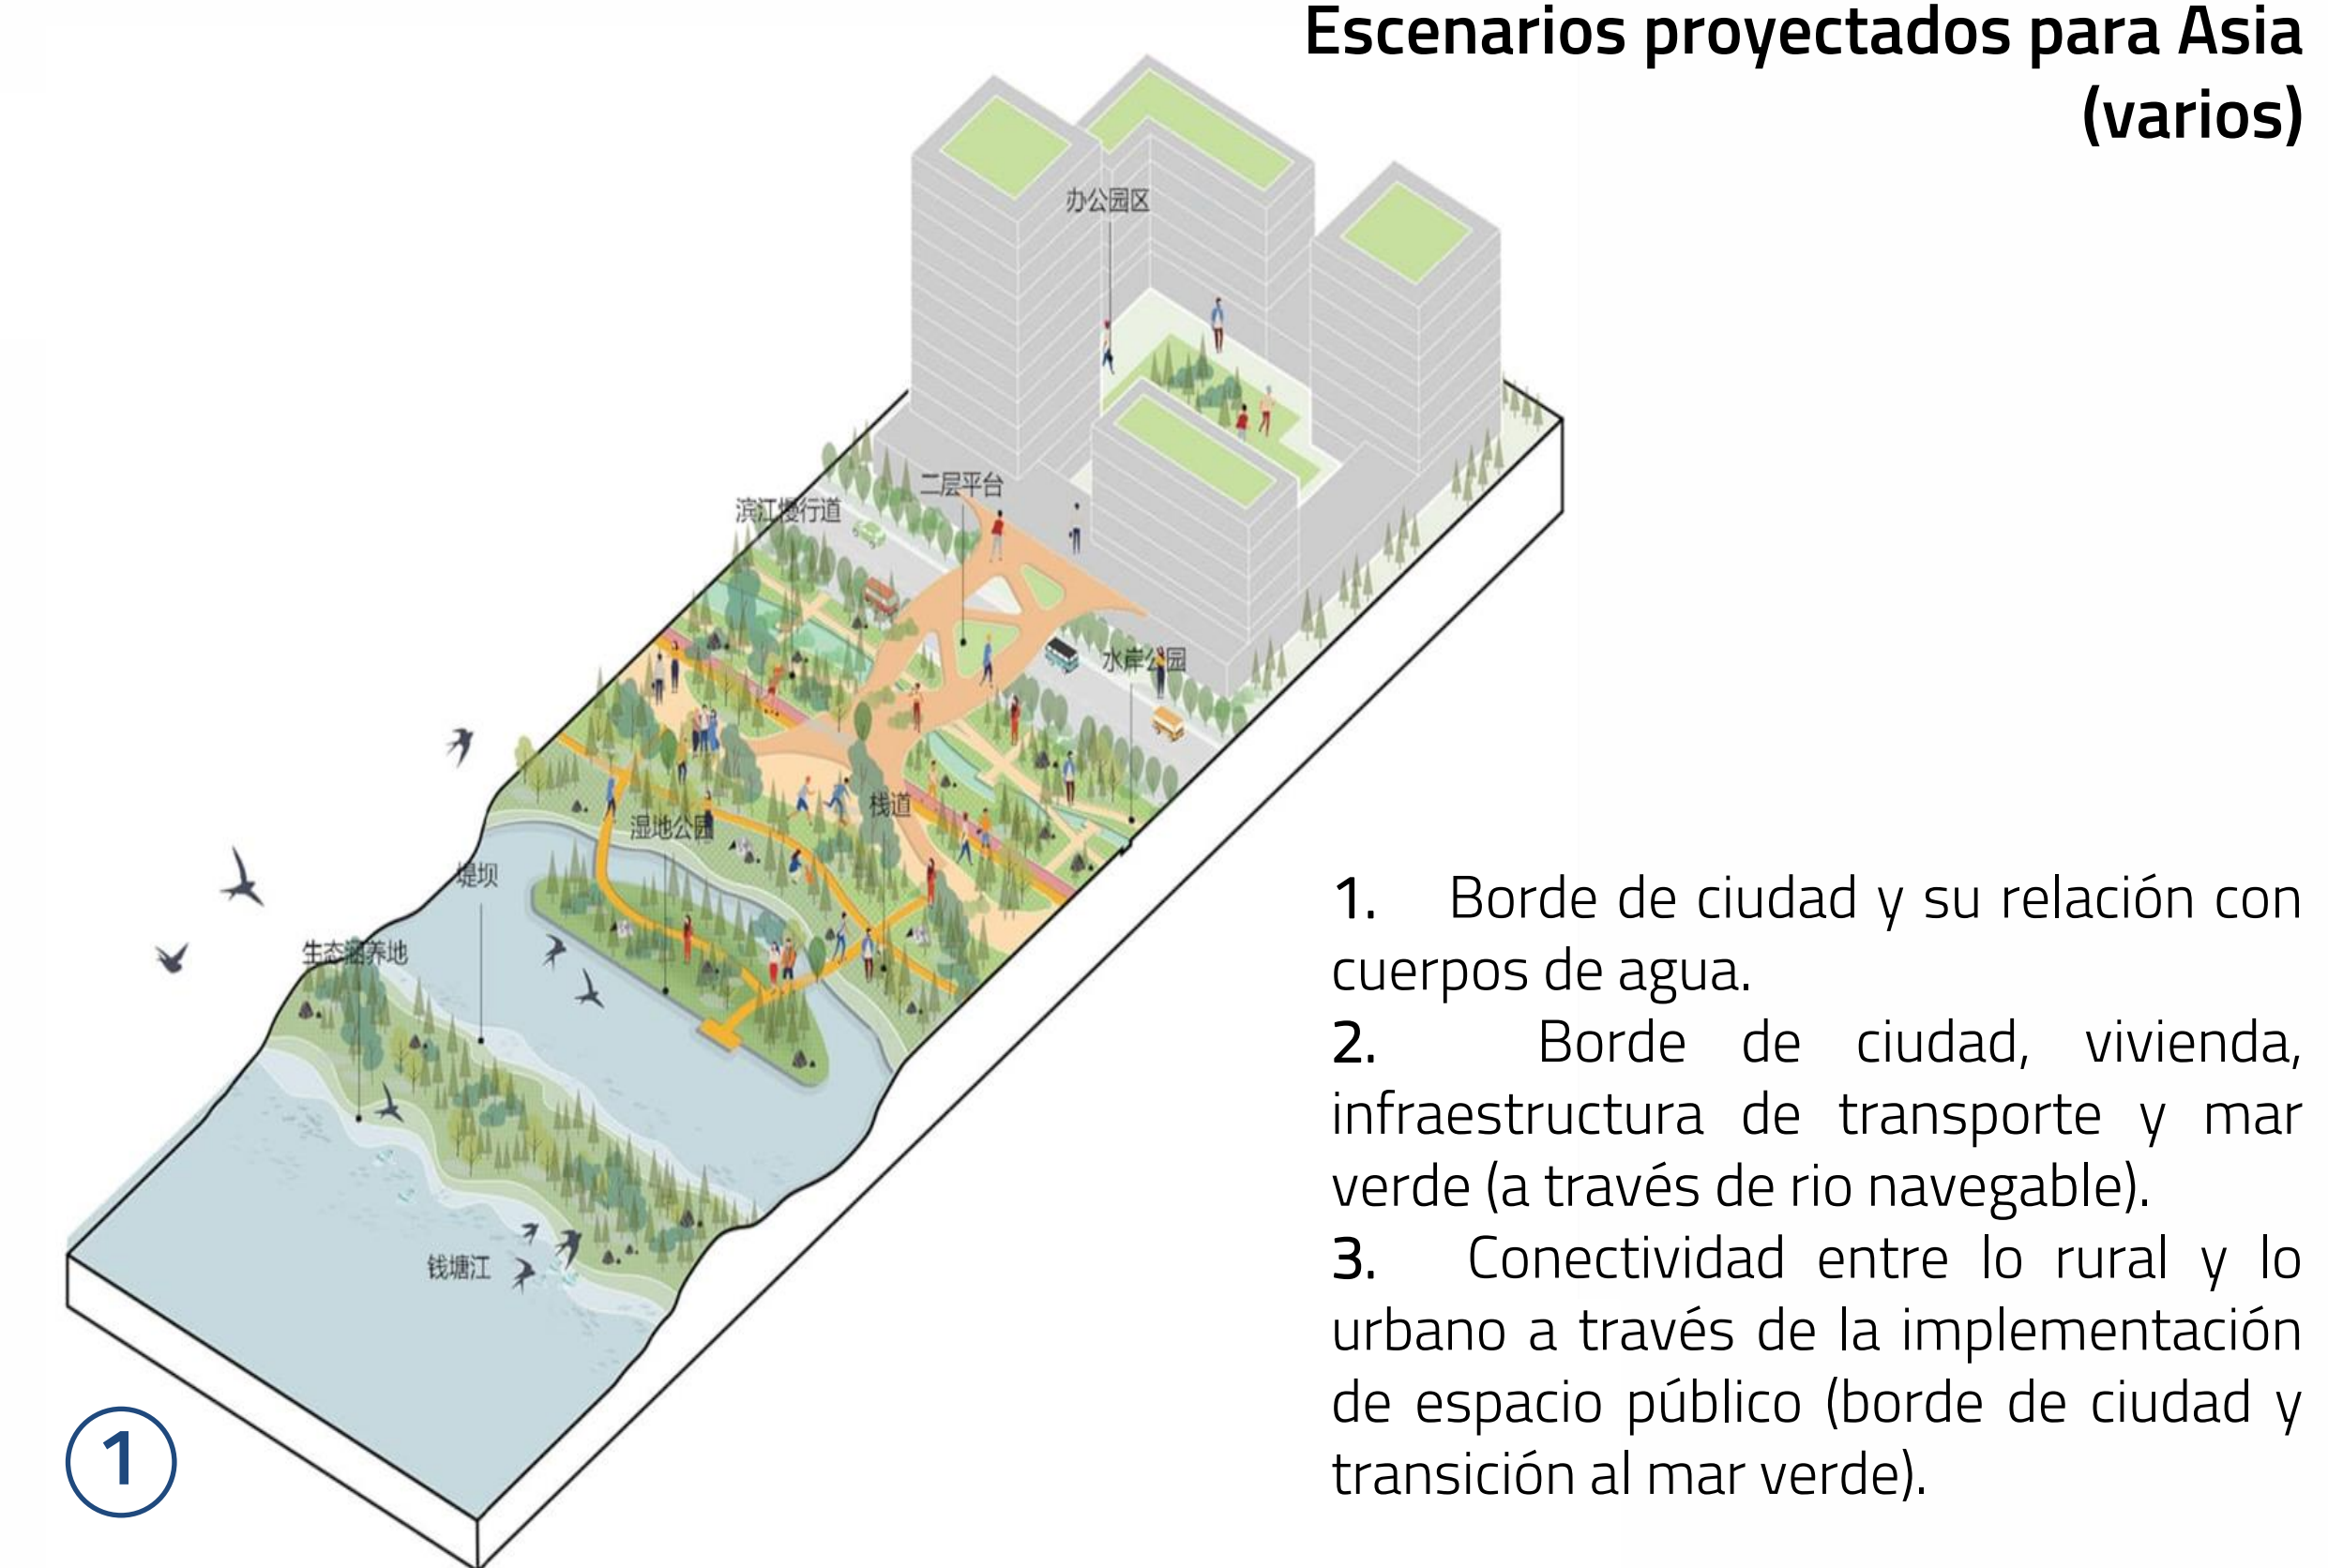 Escenarios proyectados para Asia
(varios)
办公园区
二层平台
滨江慢行道
水岸公园
栈道
湿地公园
堤坝
生态涵养地
钱塘江
1. Borde de ciudad y su relación con
cuerpos de agua.
2. Borde de ciudad, vivienda,
infraestructura de transporte y mar
verde (a través de rio navegable).
3. Conectividad entre lo rural y lo
urbano a través de la implementación
de espacio público (borde de ciudad y
transición al mar verde).
1